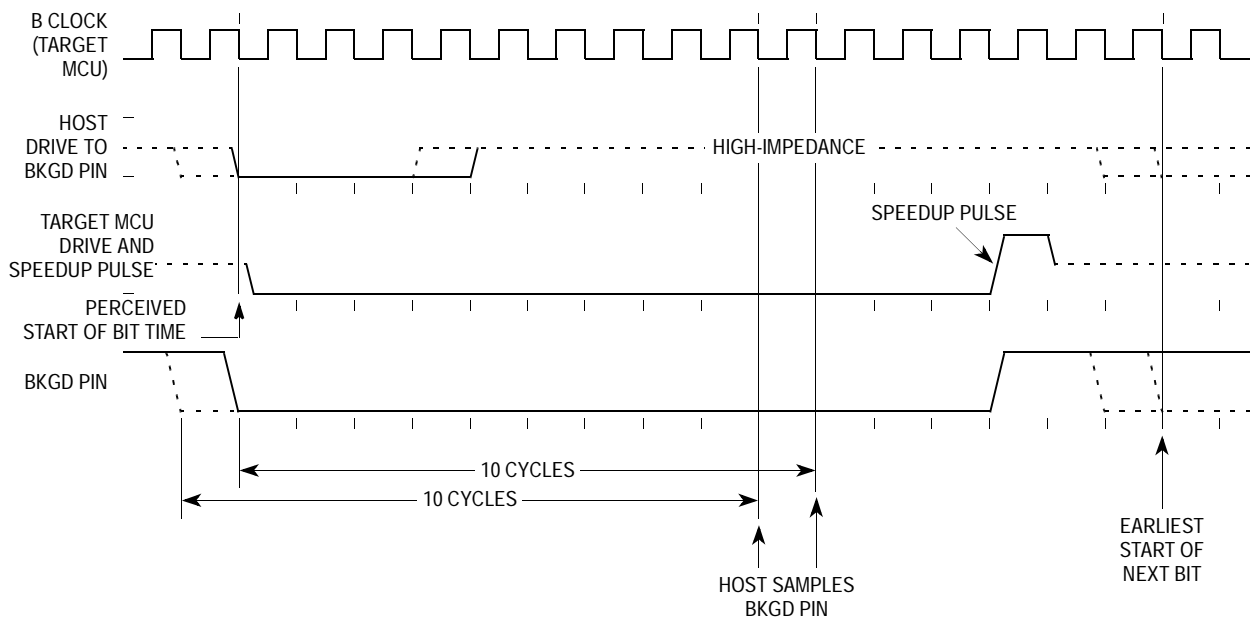 B CLOCK
(TARGET
MCU)
HOST
DRIVE TO
BKGD PIN
HIGH-IMPEDANCE
TARGET MCU
DRIVE AND
SPEEDUP PULSE
SPEEDUP PULSE
PERCEIVED
START OF BIT TIME
BKGD PIN
10 CYCLES
10 CYCLES
HOST SAMPLES
BKGD PIN
EARLIEST
START OF
NEXT BIT